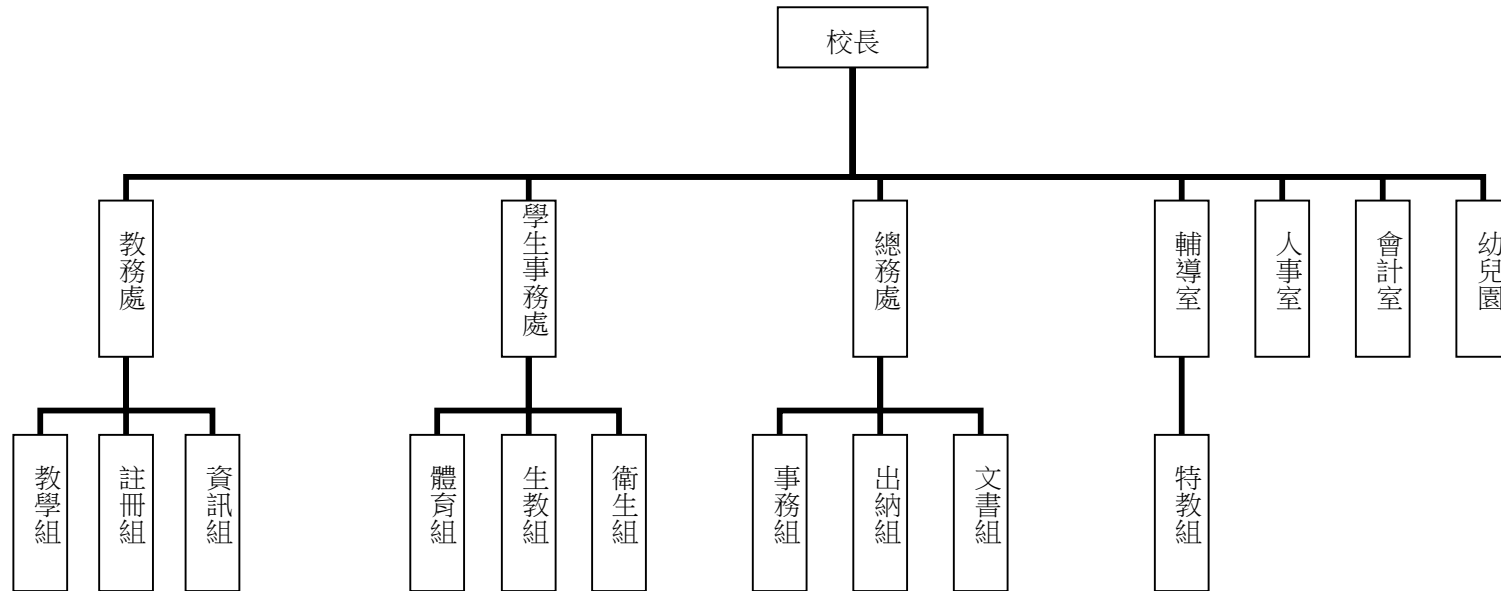 校長
教務處
學生事務處
總務處
輔導室
人事室
會計室
幼兒園
教學組
註冊組
資訊組
體育組
生教組
衛生組
事務組
出納組
文書組
特教組